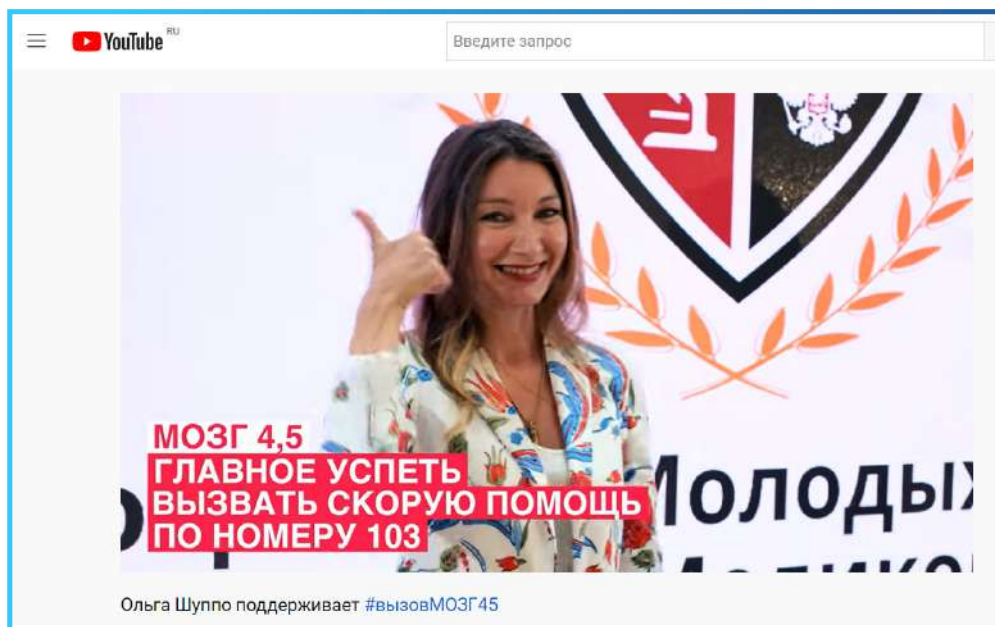 YouTube RU
Введите запрос
МОЗГ 4,5
ГЛАВНОЕ УСПЕТЬ
ВЫЗВАТЬ СКОРУЮ ПОМОЩЬ
ПО НОМЕРУ 103
Ольга Шуппо поддерживает #вызовМОЗГ45